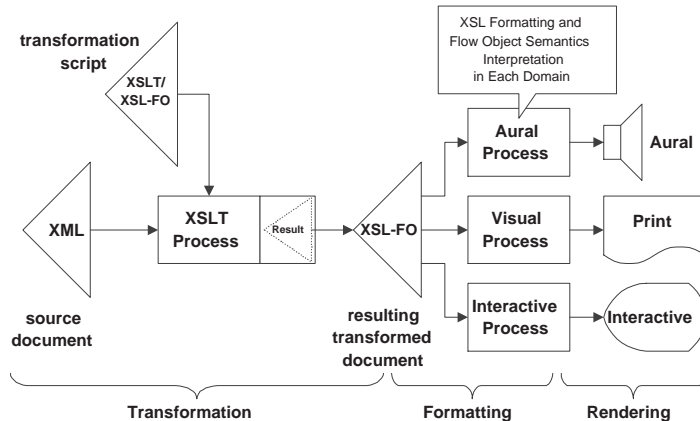 transformation
script
XSLT/
XSL-FO
XSL Formatting and
Flow Object Semantics
Interpretation
in Each Domain
Aural
Process
Aural
XML
XSLT
Process
Result
XSL-FO
Visual
Process
Print
Interactive
Process
Interactive
source
document
resulting
transformed
document
Transformation
Formatting
Rendering